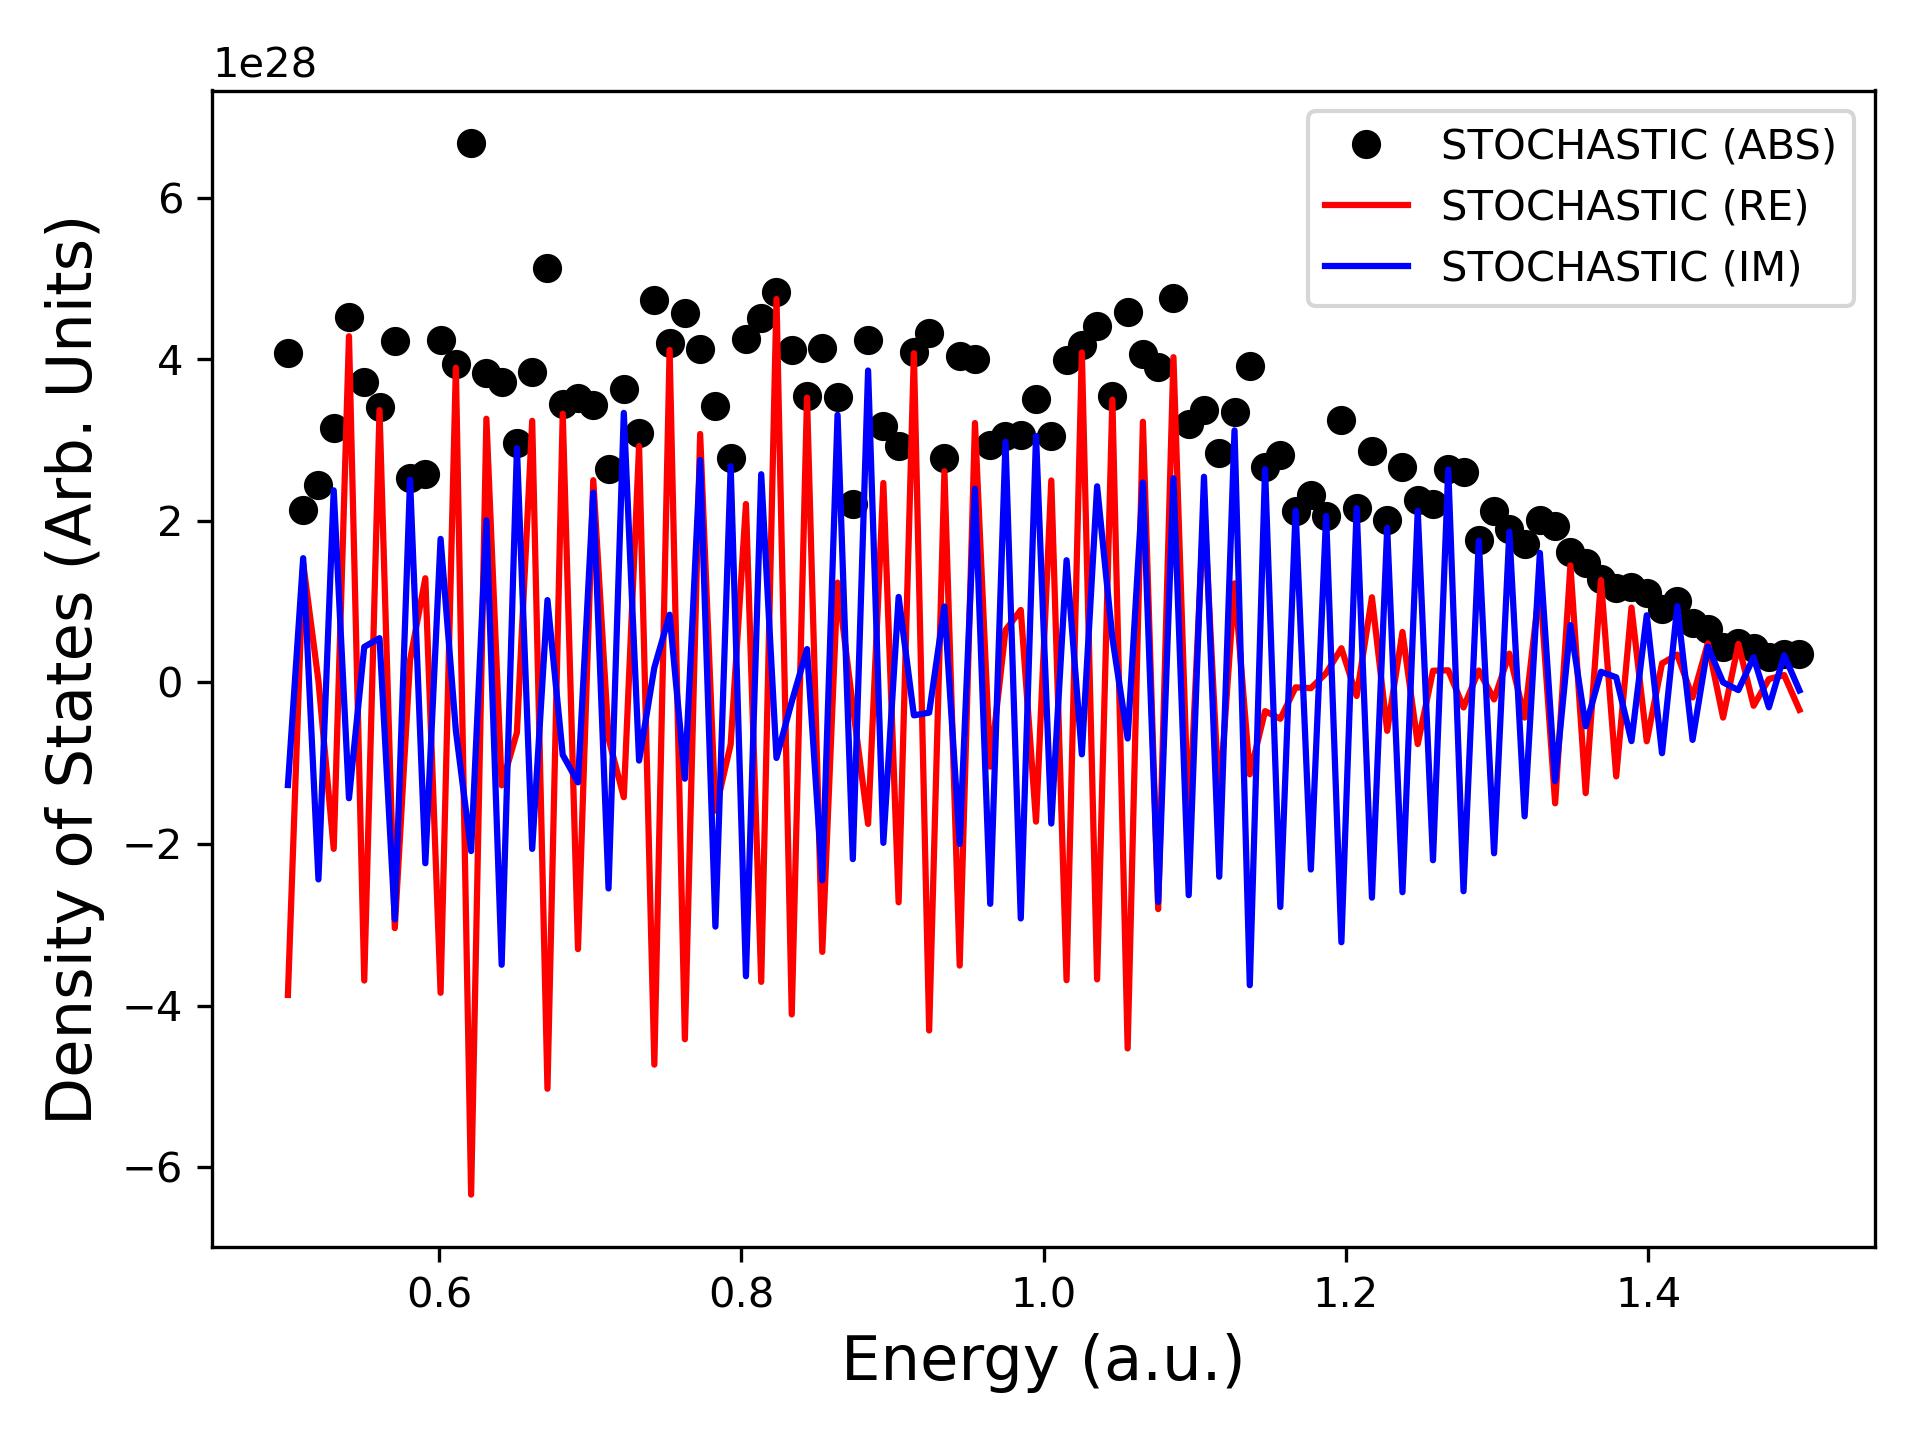 1e28
STOCHASTIC (ABS)
STOCHASTIC (RE)
STOCHASTIC (IM)
Density of States (Arb. Units)
6
4
2
0
−2
−4
−6
0.6
0.8
1.0
1.2
1.4
Energy (a.u.)